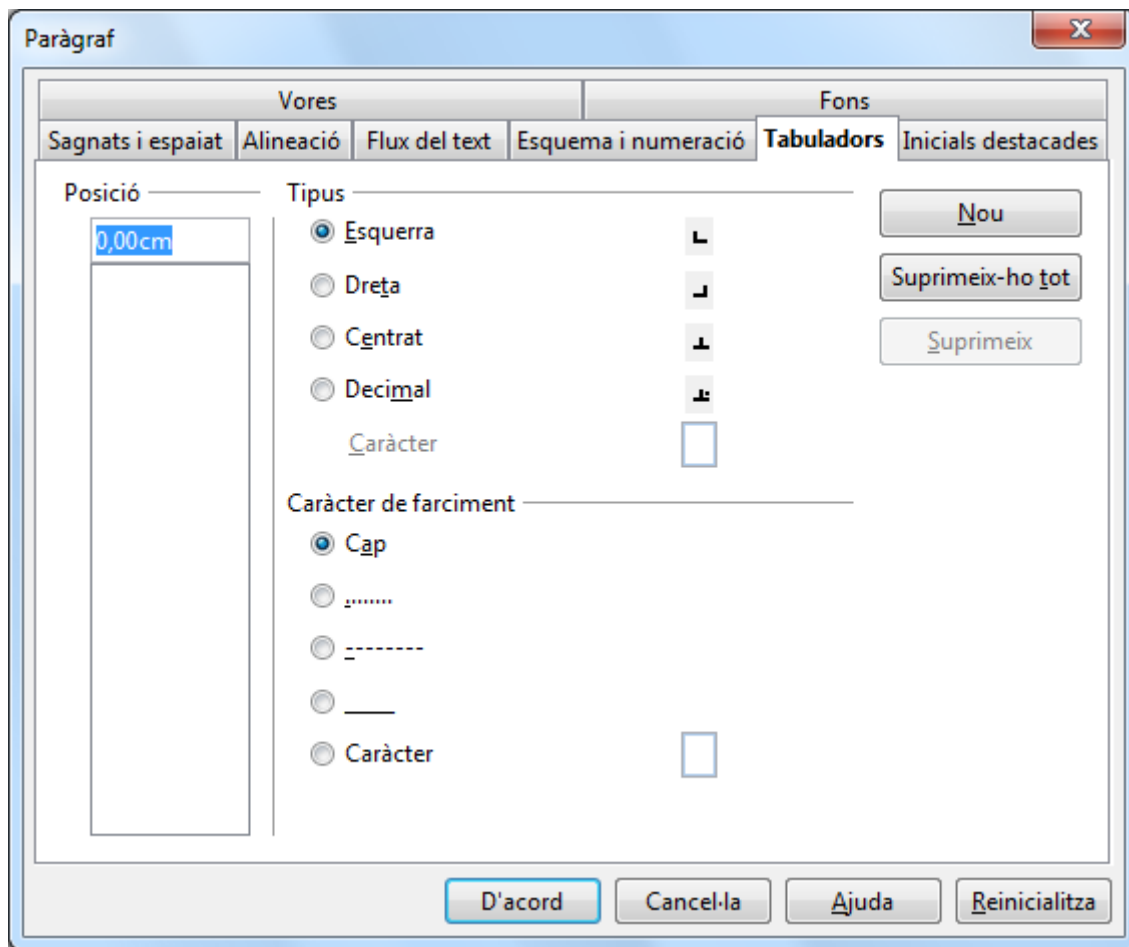 Paràgraf
Vores Fons
Sagnats i espaiat Alineació Flux del text Esquema i numeració Tabuladors Inicials destacades
Posició Tipus
0,00cm Esquerra Nou
Dreta Suprimeix-ho tot
Centrat Suprimeix
Decimal
Caràcter
Caràcter de farciment
Cap
........
--------
____
Caràcter
D'acord Cancel·la Ajuda Reinicialitza